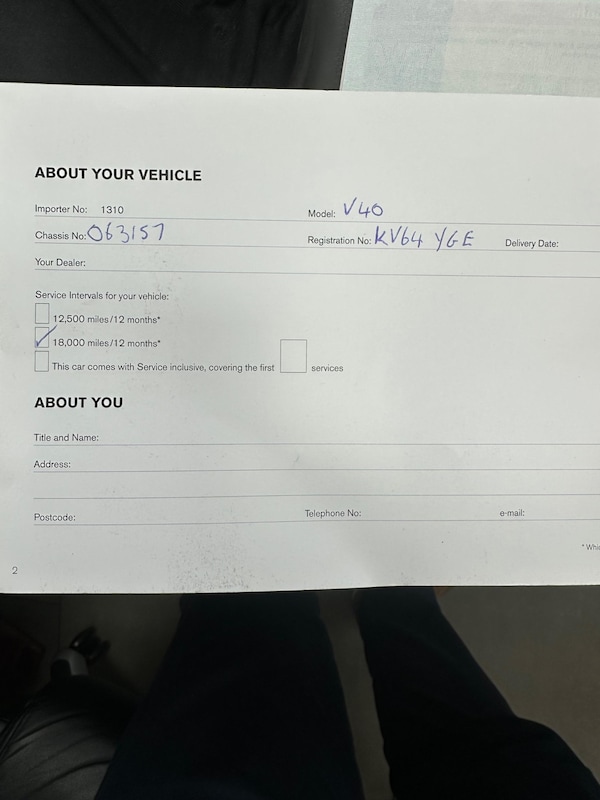 ABOUT YOUR VEHICLE
Importer No: 1310
Model: V40
Chassis No: 063157
Registration No: KV64 YGE
Delivery Date:
Your Dealer:
Service Intervals for your vehicle:
12,500 miles/12 months*
18,000 miles/12 months*
This car comes with Service inclusive, covering the first services
ABOUT YOU
Title and Name:
Address:
Postcode:
Telephone No:
e-mail:
2